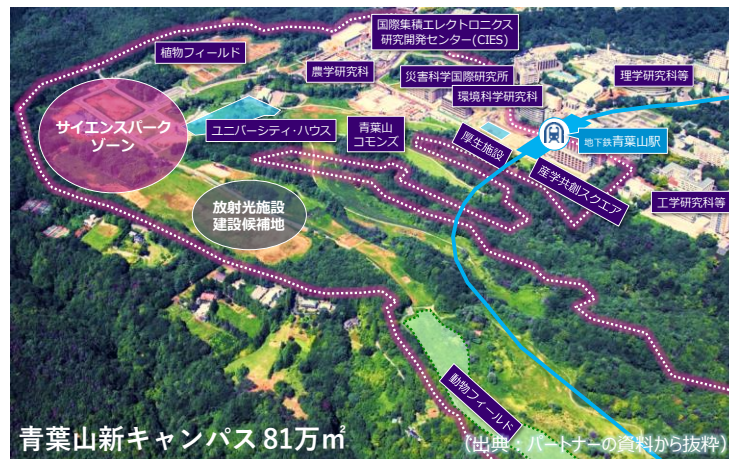 国際集積エレクトロニクス
研究開発センター(CIES)
植物フィールド
農学研究科
災害科学国際研究所
理学研究科等
環境科学研究科
サイエンスパーク
ゾーン
ユニバーシティ・ハウス
青葉山
コモンズ
厚生施設
地下鉄青葉山駅
産学共創スクエア
工学研究科等
放射光施設
建設候補地
動物フィールド
青葉山新キャンパス 81万㎡
(出典：パートナーの資料から抜粋)